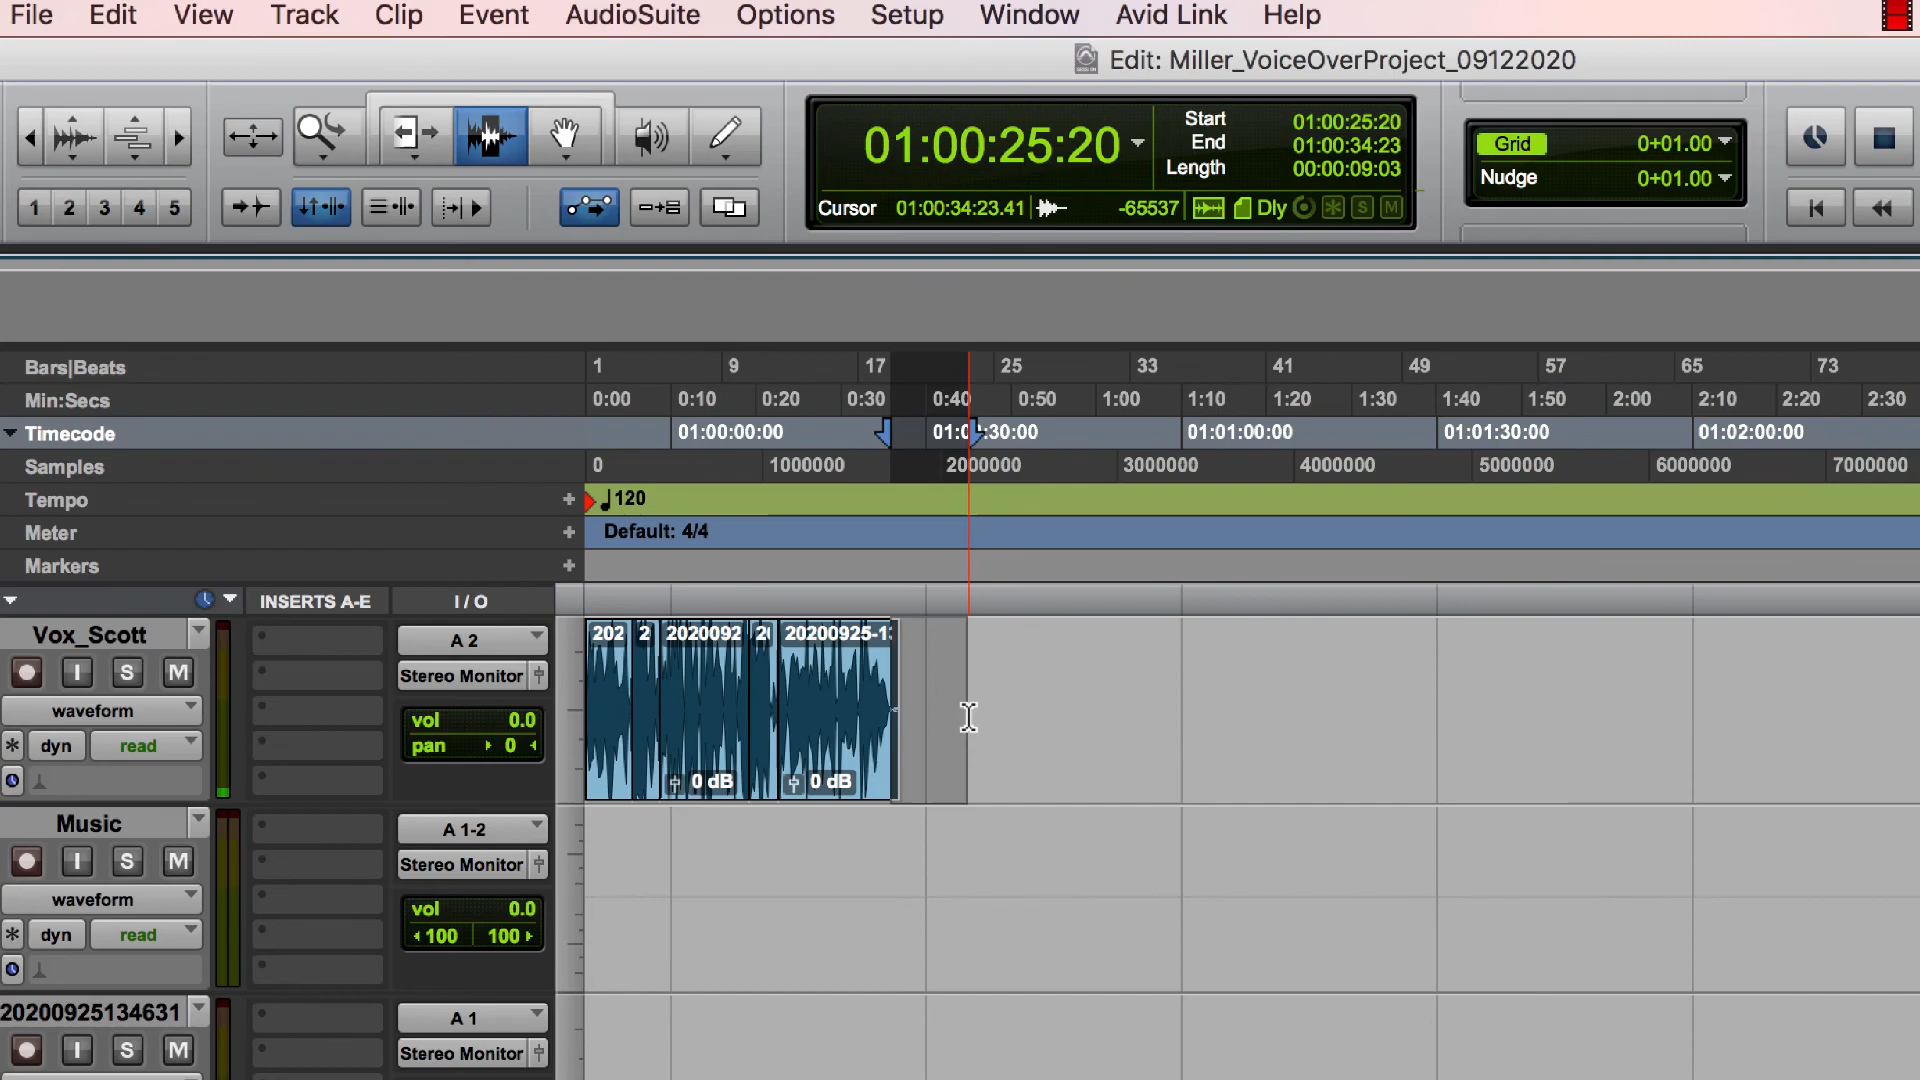 File Edit View Track Clip Event AudioSuite Options Setup Window Avid Link Help
Edit: Miller_VoiceOverProject_09122020
01:00:25:20
Start 01:00:25:20
End 01:00:34:23
Length 00:00:09:03
Cursor 01:00:34:23.41 -65537 Dly S M
Grid 0+01.00
Nudge 0+01.00
1 2 3 4 5
Bars|Beats 1 9 17 25 33 41 49 57 65 73
Min:Secs 0:00 0:10 0:20 0:30 0:40 0:50 1:00 1:10 1:20 1:30 1:40 1:50 2:00 2:10 2:20 2:30
Timecode 01:00:00:00 01:0 :30:00 01:01:00:00 01:01:30:00 01:02:00:00
Samples 0 1000000 2000000 3000000 4000000 5000000 6000000 7000000
Tempo + 120
Meter + Default: 4/4
Markers +
INSERTS A-E I / O
Vox_Scott A 2
I S M Stereo Monitor
waveform vol 0.0
dyn read pan 0
202 2 2020092 20 20200925-13
0 dB 0 dB
Music A 1-2
I S M Stereo Monitor
waveform vol 0.0
dyn read 100 100
20200925134631 A 1
I S M Stereo Monitor